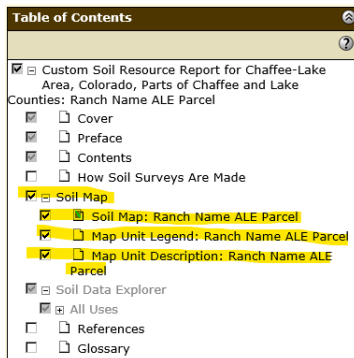 Table of Contents
Custom Soil Resource Report for Chaffee-Lake
Area, Colorado, Parts of Chaffee and Lake
Counties: Ranch Name ALE Parcel
Cover
Preface
Contents
How Soil Surveys Are Made
Soil Map
Soil Map: Ranch Name ALE Parcel
Map Unit Legend: Ranch Name ALE Parcel
Map Unit Description: Ranch Name ALE
Parcel
Soil Data Explorer
All Uses
References
Glossary